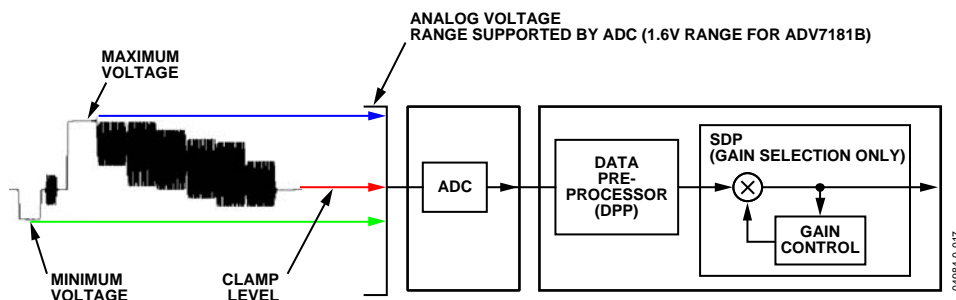 ANALOG VOLTAGE
RANGE SUPPORTED BY ADC (1.6V RANGE FOR ADV7181B)
MAXIMUM
VOLTAGE
SDP
(GAIN SELECTION ONLY)
DATA
PRE-
PROCESSOR
(DPP)
ADC
GAIN
CONTROL
MINIMUM
VOLTAGE
CLAMP
LEVEL
04984-0-017